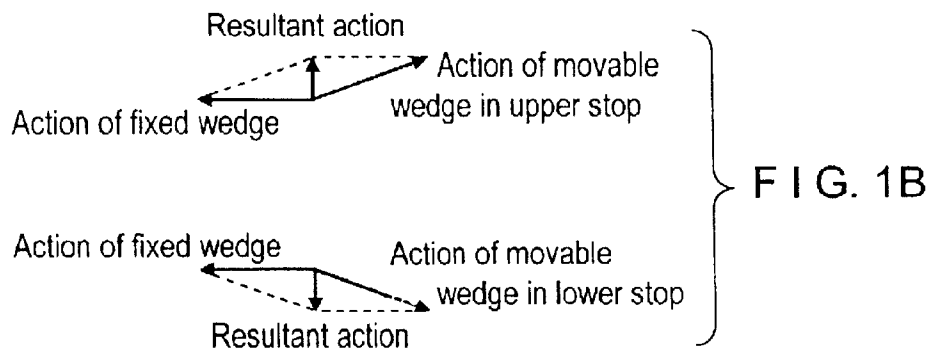 Resultant action
Action of movable
wedge in upper stop
Action of fixed wedge
FIG. 1B
Action of fixed wedge
Action of movable
wedge in lower stop
Resultant action